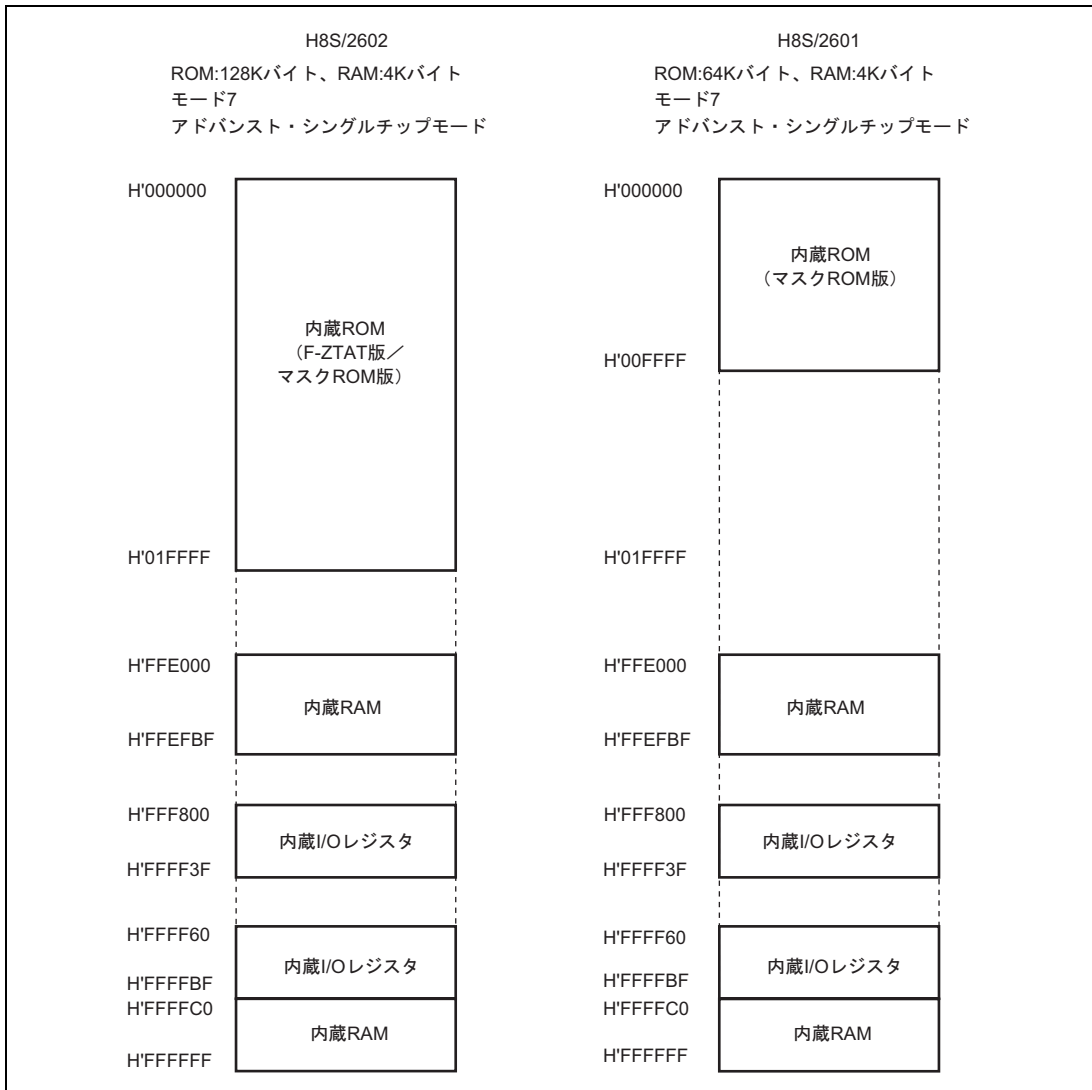 H8S/2602
ROM:128Kバイト、RAM:4Kバイト
モード7
アドバンスト・シングルチップモード
H'000000
内蔵ROM
（F-ZTAT版／
マスクROM版）
H'01FFFF
H'FFE000
内蔵RAM
H'FFEFBF
H'FFF800
内蔵I/Oレジスタ
H'FFFF3F
H'FFFF60
内蔵I/Oレジスタ
H'FFFFBF
H'FFFFC0
内蔵RAM
H'FFFFFF
H8S/2601
ROM:64Kバイト、RAM:4Kバイト
モード7
アドバンスト・シングルチップモード
H'000000
内蔵ROM
（マスクROM版）
H'00FFFF
H'01FFFF
H'FFE000
内蔵RAM
H'FFEFBF
H'FFF800
内蔵I/Oレジスタ
H'FFFF3F
H'FFFF60
内蔵I/Oレジスタ
H'FFFFBF
H'FFFFC0
内蔵RAM
H'FFFFFF